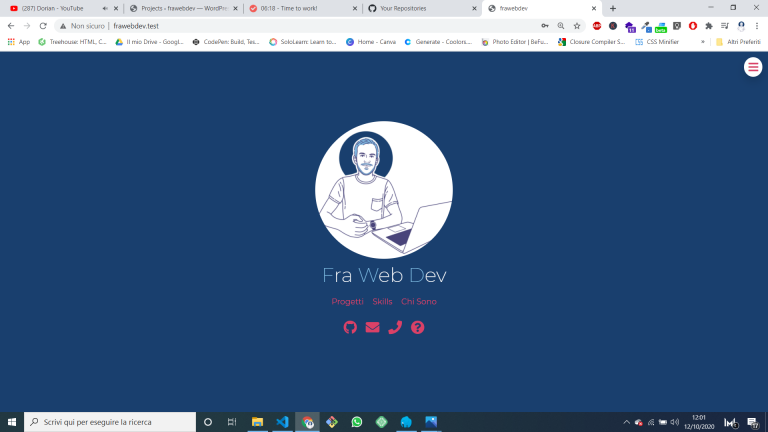 (287) Dorian - YouTube
Projects - frawebdev — WordPre
06:18 - Time to work!
Your Repositories
frawebdev
Non sicuro | frawebdev.test
App
Treehouse: HTML, C...
Il mio Drive - Googl...
CodePen: Build, Tes...
SoloLearn: Learn to...
Home - Canva
Generate - Coolors....
Photo Editor | BeFu...
Closure Compiler S...
CSS Minifier
»
Altri Preferiti
Fra Web Dev
Progetti Skills Chi Sono
Scrivi qui per eseguire la ricerca
12:01
12/10/2020